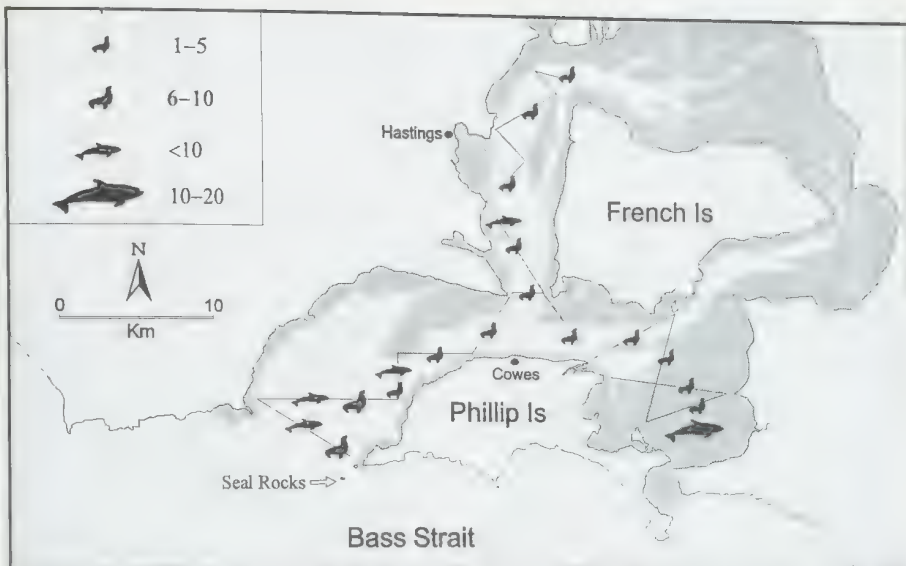 1–5
6–10
<10
10–20
N
0 10
Km
Hastings
French Is
Cowes
Phillip Is
Seal Rocks
Bass Strait